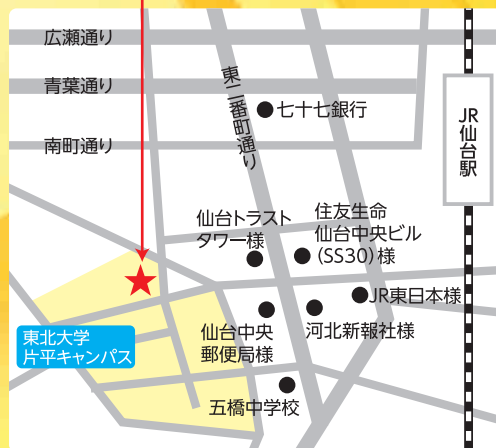 広瀬通り
青葉通り
南町通り
東二番町通り
七十七銀行
JR
仙台駅
仙台トラスト
タワー様
住友生命
仙台中央ビル
(SS30)様
JR東日本様
河北新報社様
仙台中央
郵便局様
五橋中学校
東北大学
片平キャンパス